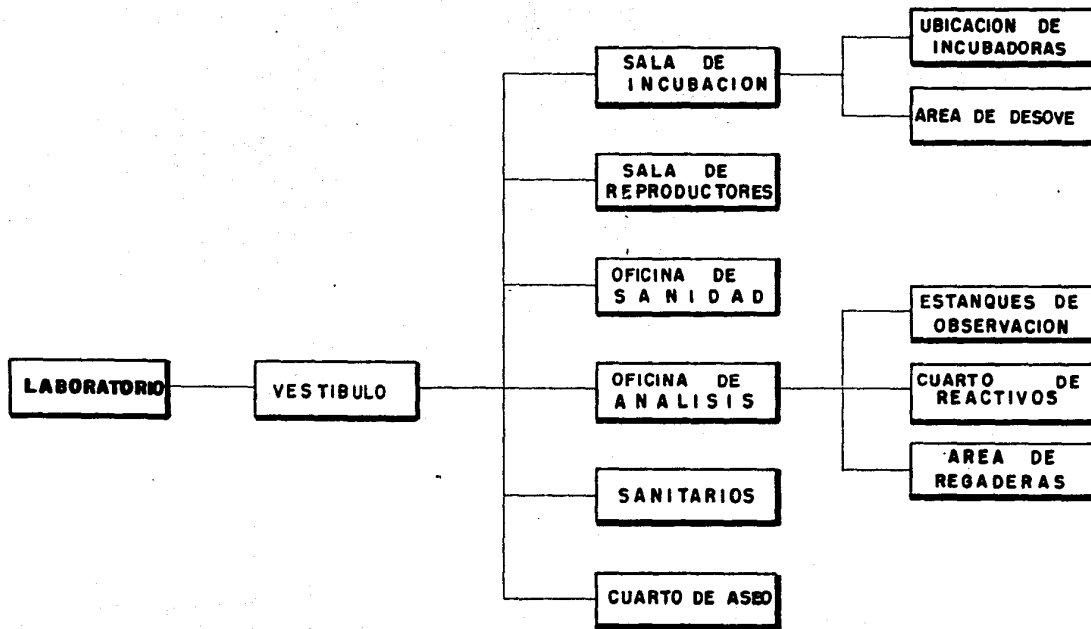 LABORATORIO
VESTIBULO
SALA DE
INCUBACION
UBICACION DE
INCUBADORAS
AREA DE DESOVE
SALA DE
REPRODUCTORES
OFICINA DE
SANIDAD
OFICINA DE
ANALISIS
ESTANQUES DE
OBSERVACION
CUARTO DE
REACTIVOS
AREA DE
REGADERAS
SANITARIOS
CUARTO DE ASEO